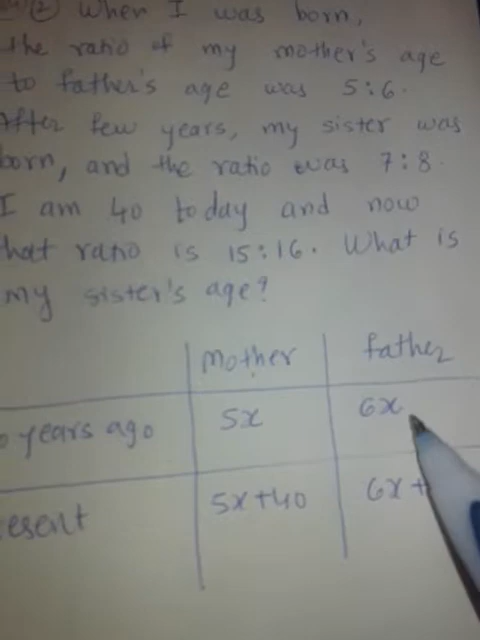 ② When I was born,
the ratio of my mother's age
to father's age was 5:6.
After few years, my sister was
born, and the ratio was 7:8.
I am 40 today and now
that ratio is 15:16. What is
my sister's age?
mother father
years ago 5x 6x
esent 5x+40 6x+